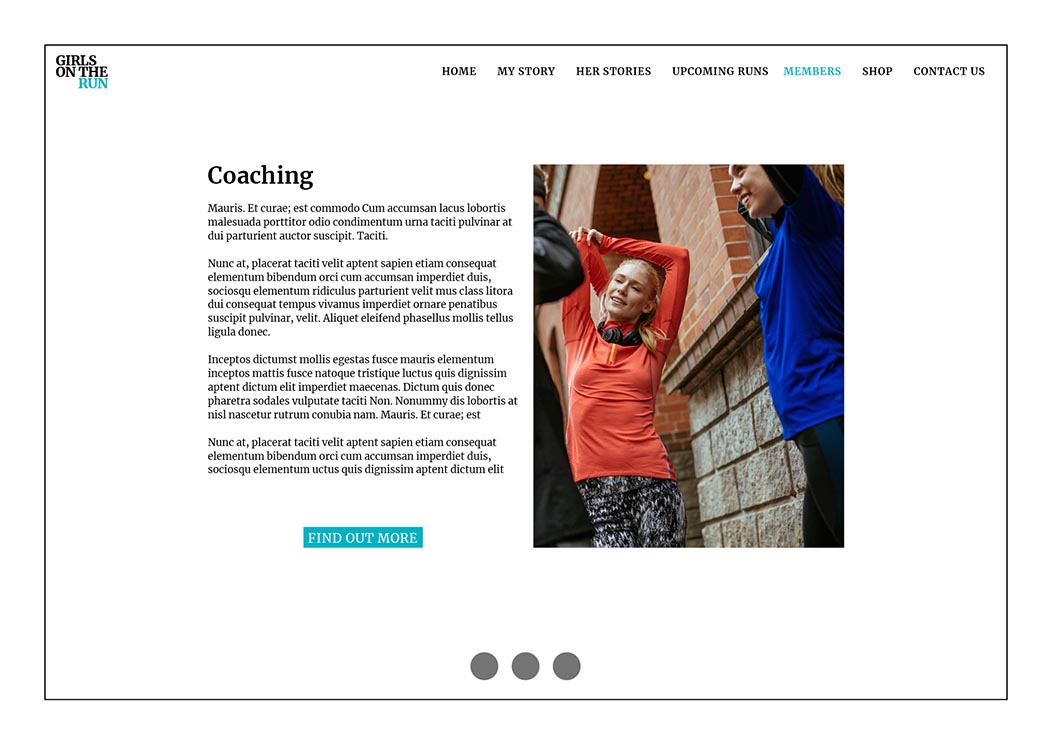 GIRLS
ON THE
RUN
HOME MY STORY HER STORIES UPCOMING RUNS MEMBERS SHOP CONTACT US
Coaching
Mauris. Et curae; est commodo Cum accumsan lacus lobortis
malesuada porttitor odio condimentum urna taciti pulvinar at
dui parturient auctor suscipit. Taciti.
Nunc at, placerat taciti velit aptent sapien etiam consequat
elementum bibendum orci cum accumsan imperdiet duis,
sociosqu elementum ridiculus parturient velit mus class litora
dui consequat tempus vivamus imperdiet ornare penatibus
suscipit pulvinar, velit. Aliquet eleifend phasellus mollis tellus
ligula donec.
Inceptos dictumst mollis egestas fusce mauris elementum
inceptos mattis fusce natoque tristique luctus quis dignissim
aptent dictum elit imperdiet maecenas. Dictum quis donec
pharetra sodales vulputate taciti Non. Nonummy dis lobortis at
nisl nascetur rutrum conubia nam. Mauris. Et curae; est
Nunc at, placerat taciti velit aptent sapien etiam consequat
elementum bibendum orci cum accumsan imperdiet duis,
sociosqu elementum uctus quis dignissim aptent dictum elit
FIND OUT MORE